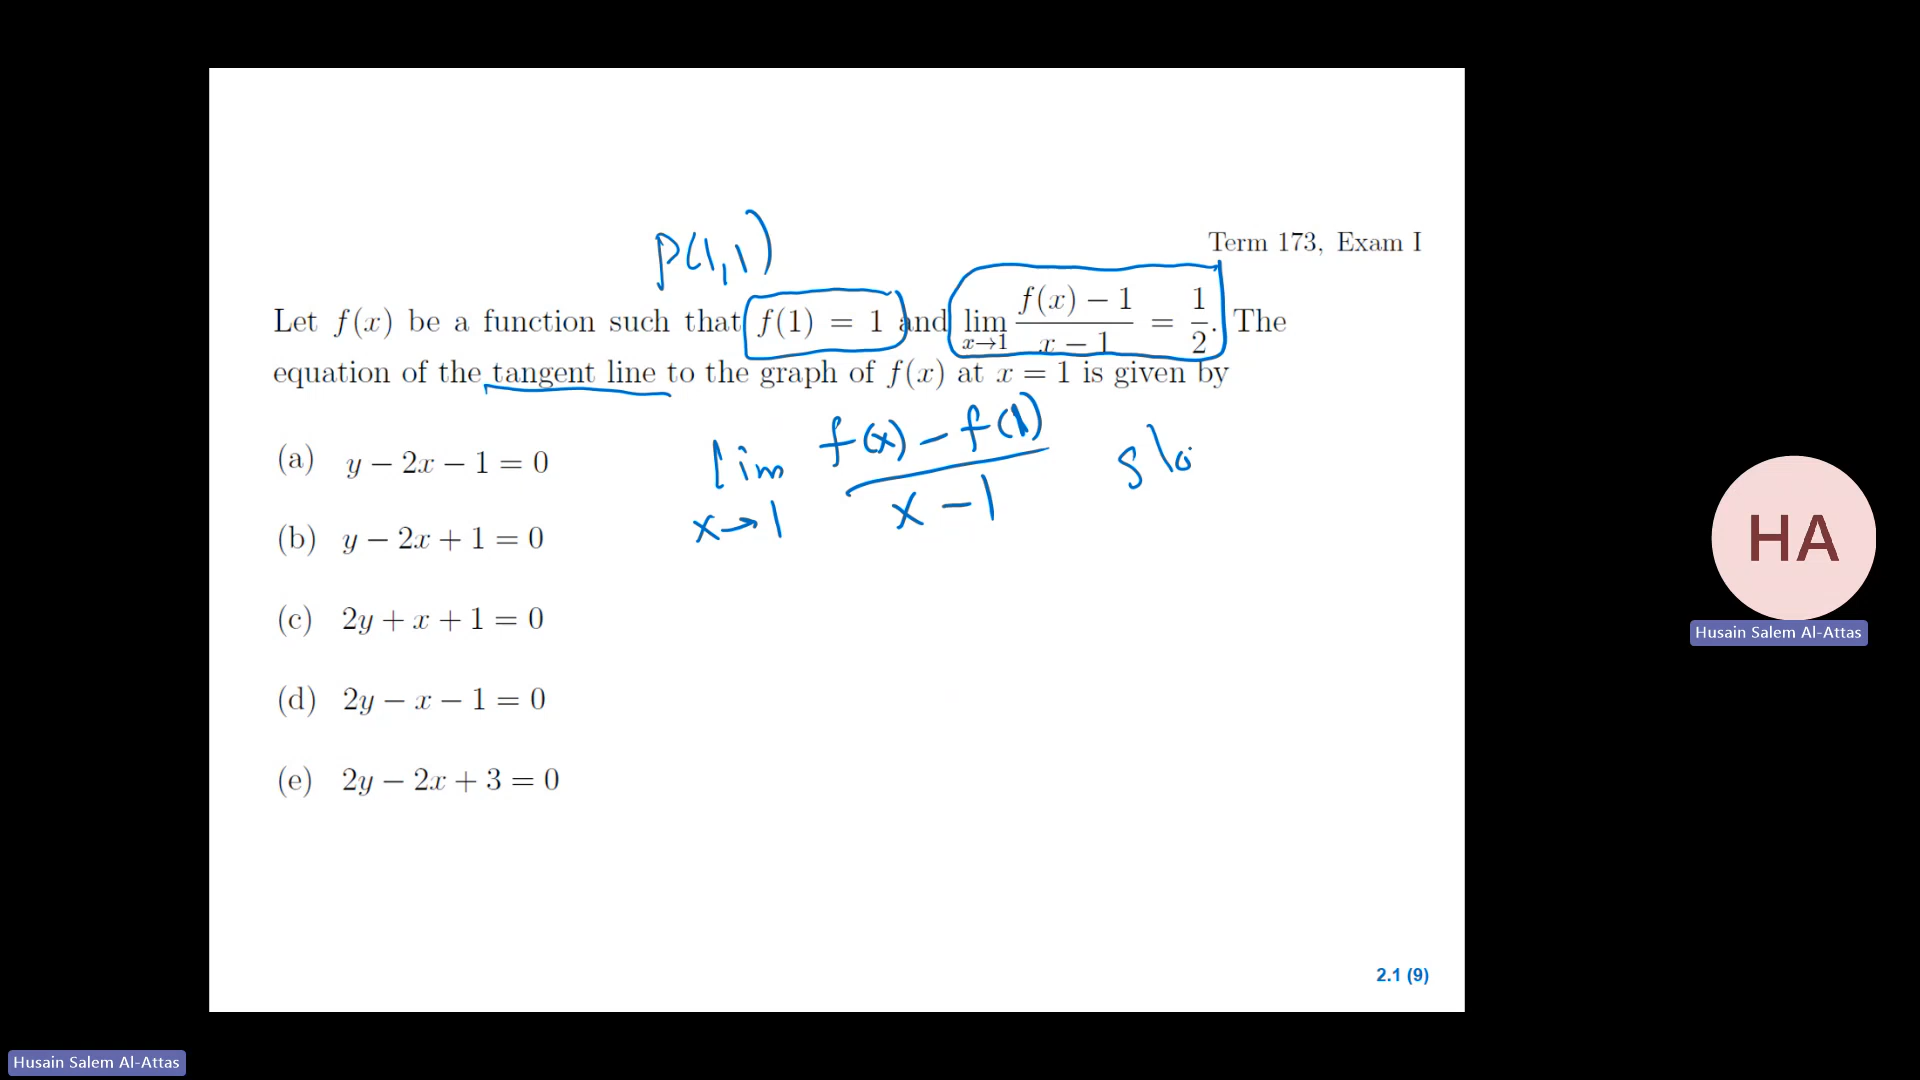 P(1,1)
Term 173, Exam I
Let f(x) be a function such that f(1) = 1 and lim x→1 (f(x) − 1)/(x − 1) = 1/2. The
equation of the tangent line to the graph of f(x) at x = 1 is given by
lim x→1 (f(x) − f(1))/(x − 1) slo
(a) y − 2x − 1 = 0
(b) y − 2x + 1 = 0
(c) 2y + x + 1 = 0
(d) 2y − x − 1 = 0
(e) 2y − 2x + 3 = 0
HA
Husain Salem Al-Attas
2.1 (9)
Husain Salem Al-Attas